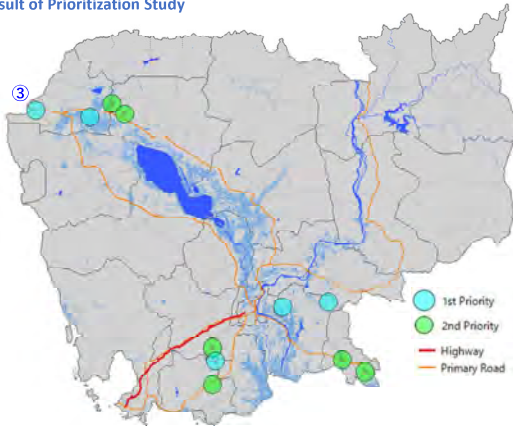 sult of Prioritization Study
③
1st Priority
2nd Priority
Highway
Primary Road